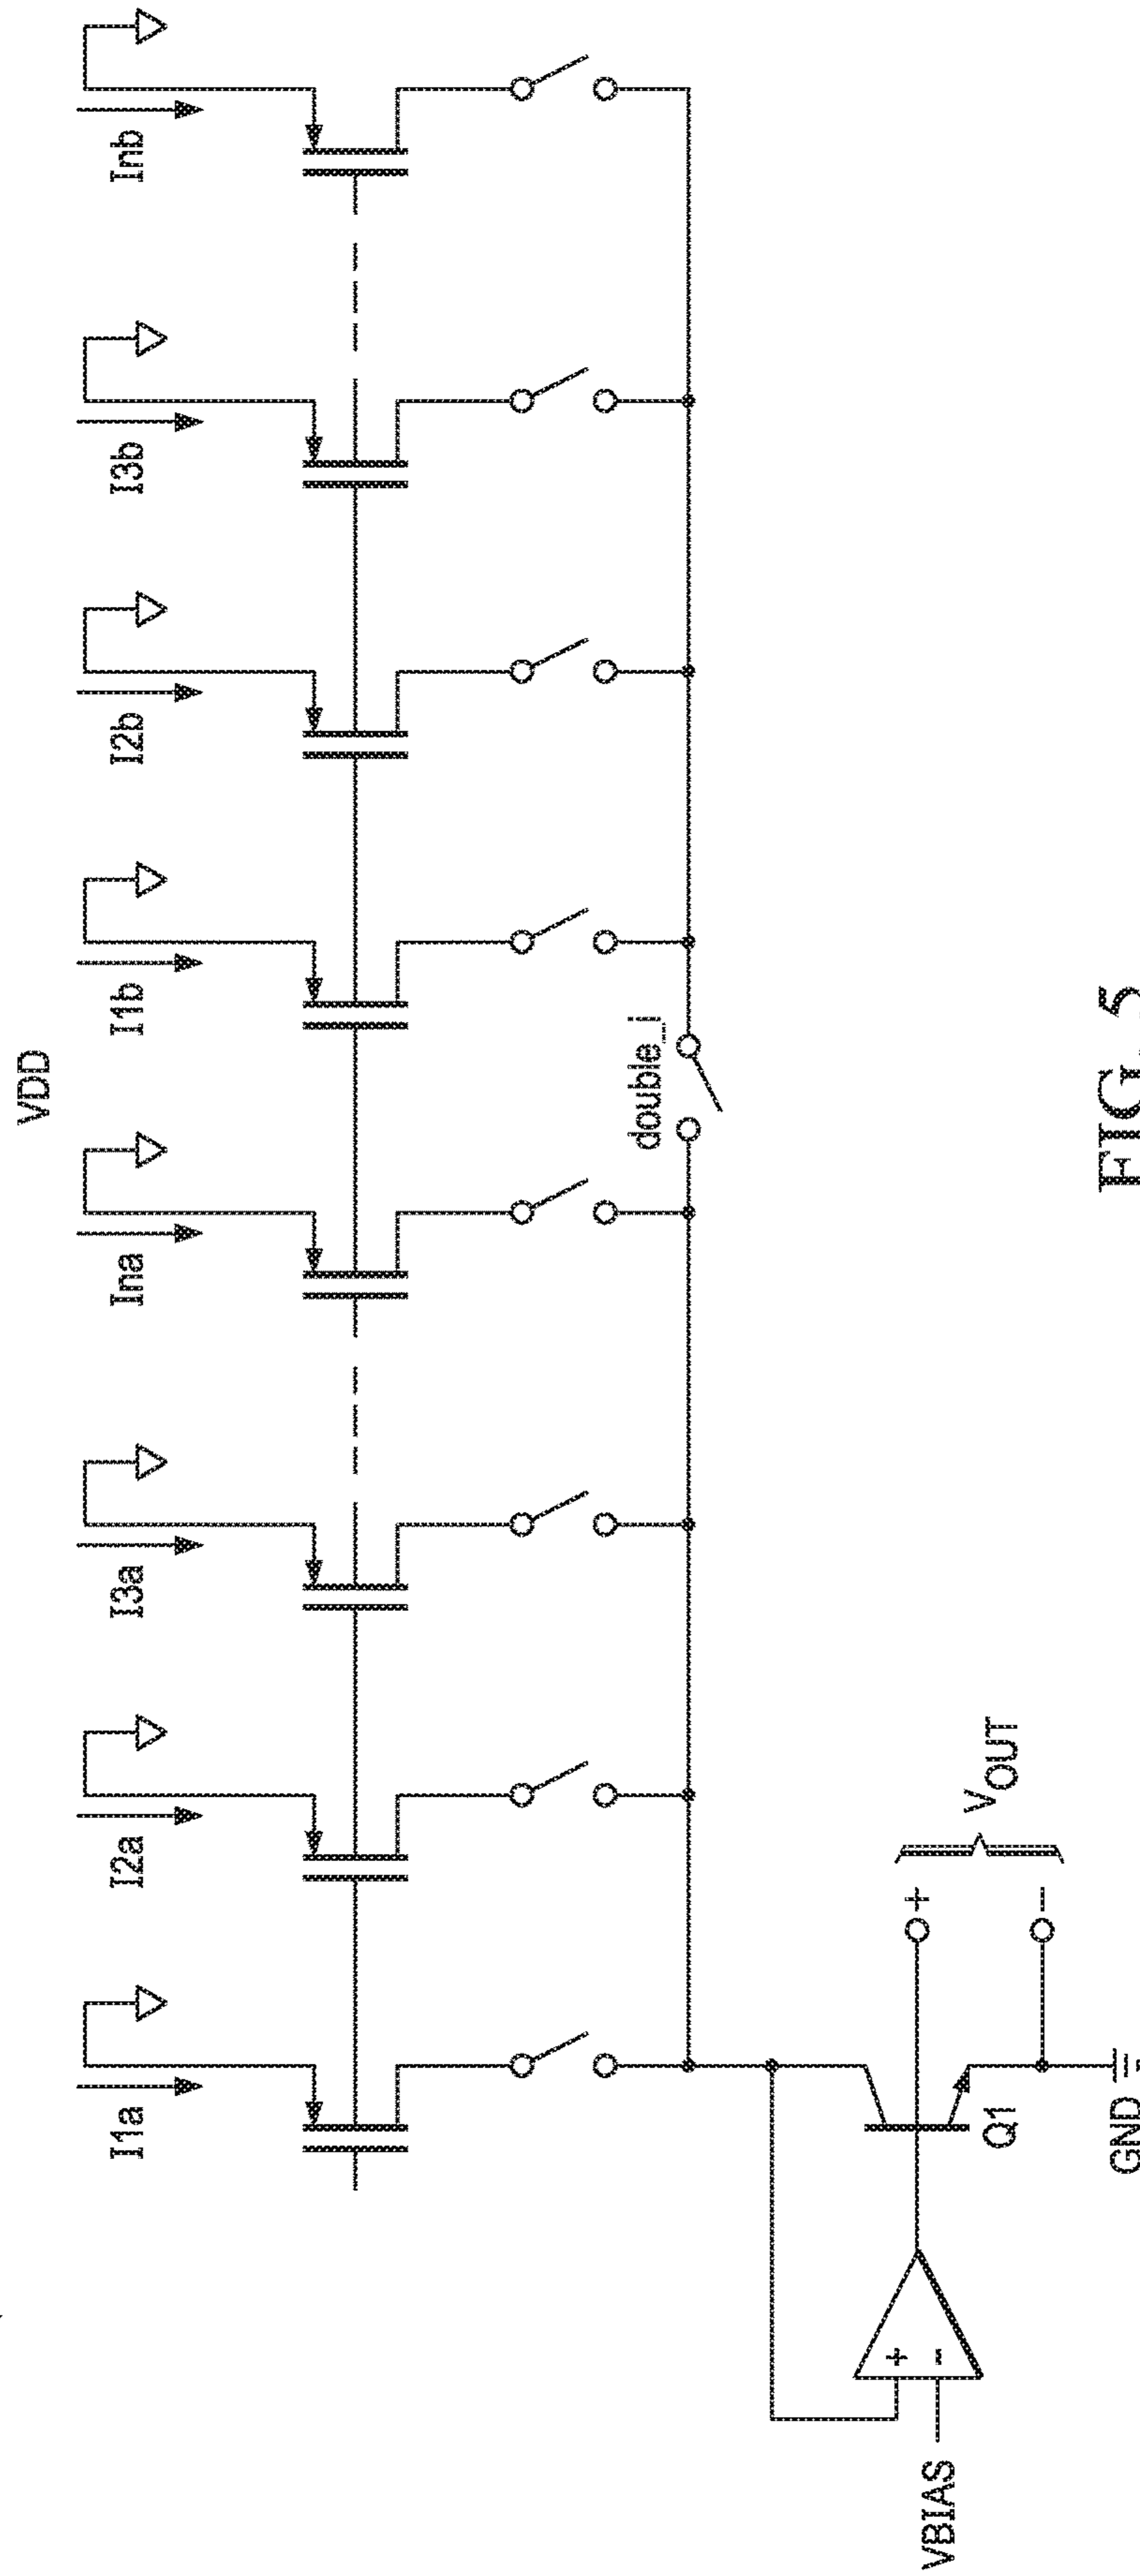 VDD
I1a
I2a
I3a
Ina
I1b
I2b
I3b
Inb
double_i
VBIAS
+
-
Q1
+
-
VOUT
GND
FIG. 5